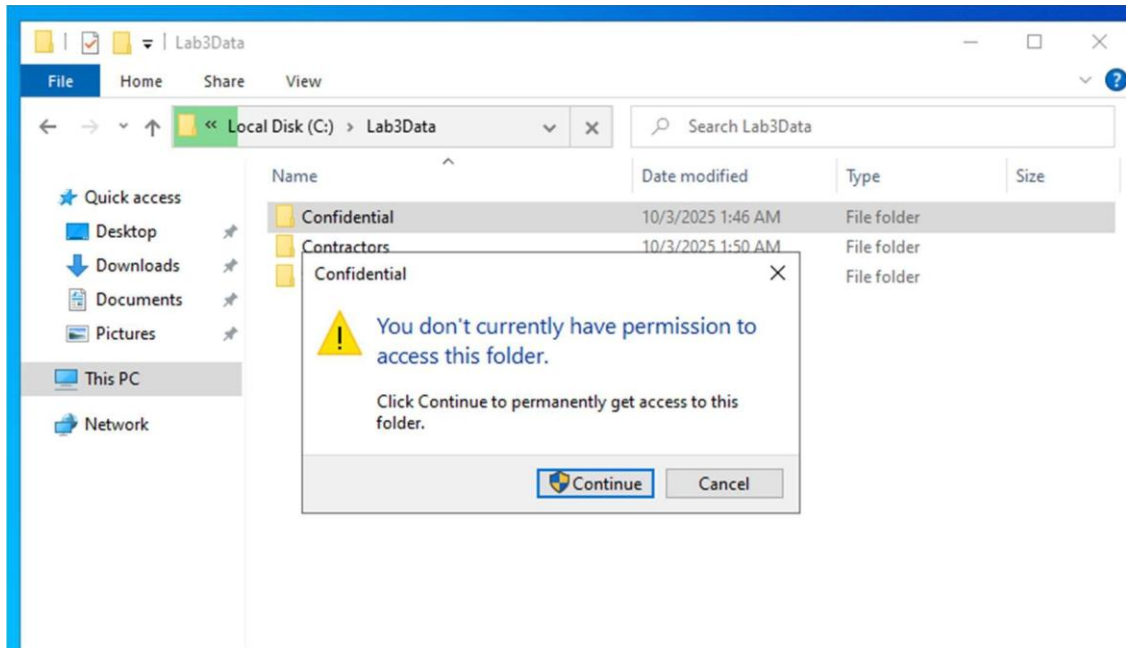 Lab3Data
File Home Share View
« Local Disk (C:) > Lab3Data
Search Lab3Data
Name Date modified Type Size
Quick access
Desktop
Downloads
Documents
Pictures
This PC
Network
Confidential 10/3/2025 1:46 AM File folder
Contractors 10/3/2025 1:50 AM File folder
File folder
Confidential
You don't currently have permission to
access this folder.
Click Continue to permanently get access to this
folder.
Continue Cancel